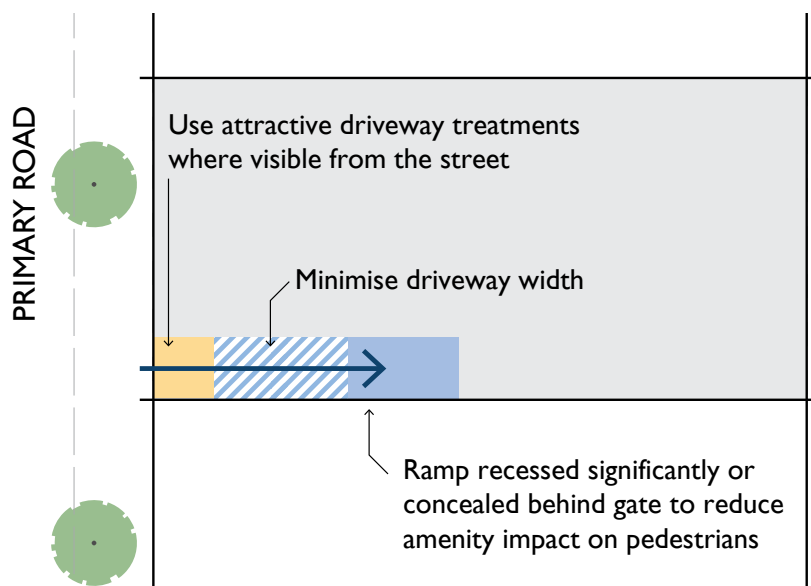 PRIMARY ROAD
Use attractive driveway treatments
where visible from the street
Minimise driveway width
Ramp recessed significantly or
concealed behind gate to reduce
amenity impact on pedestrians